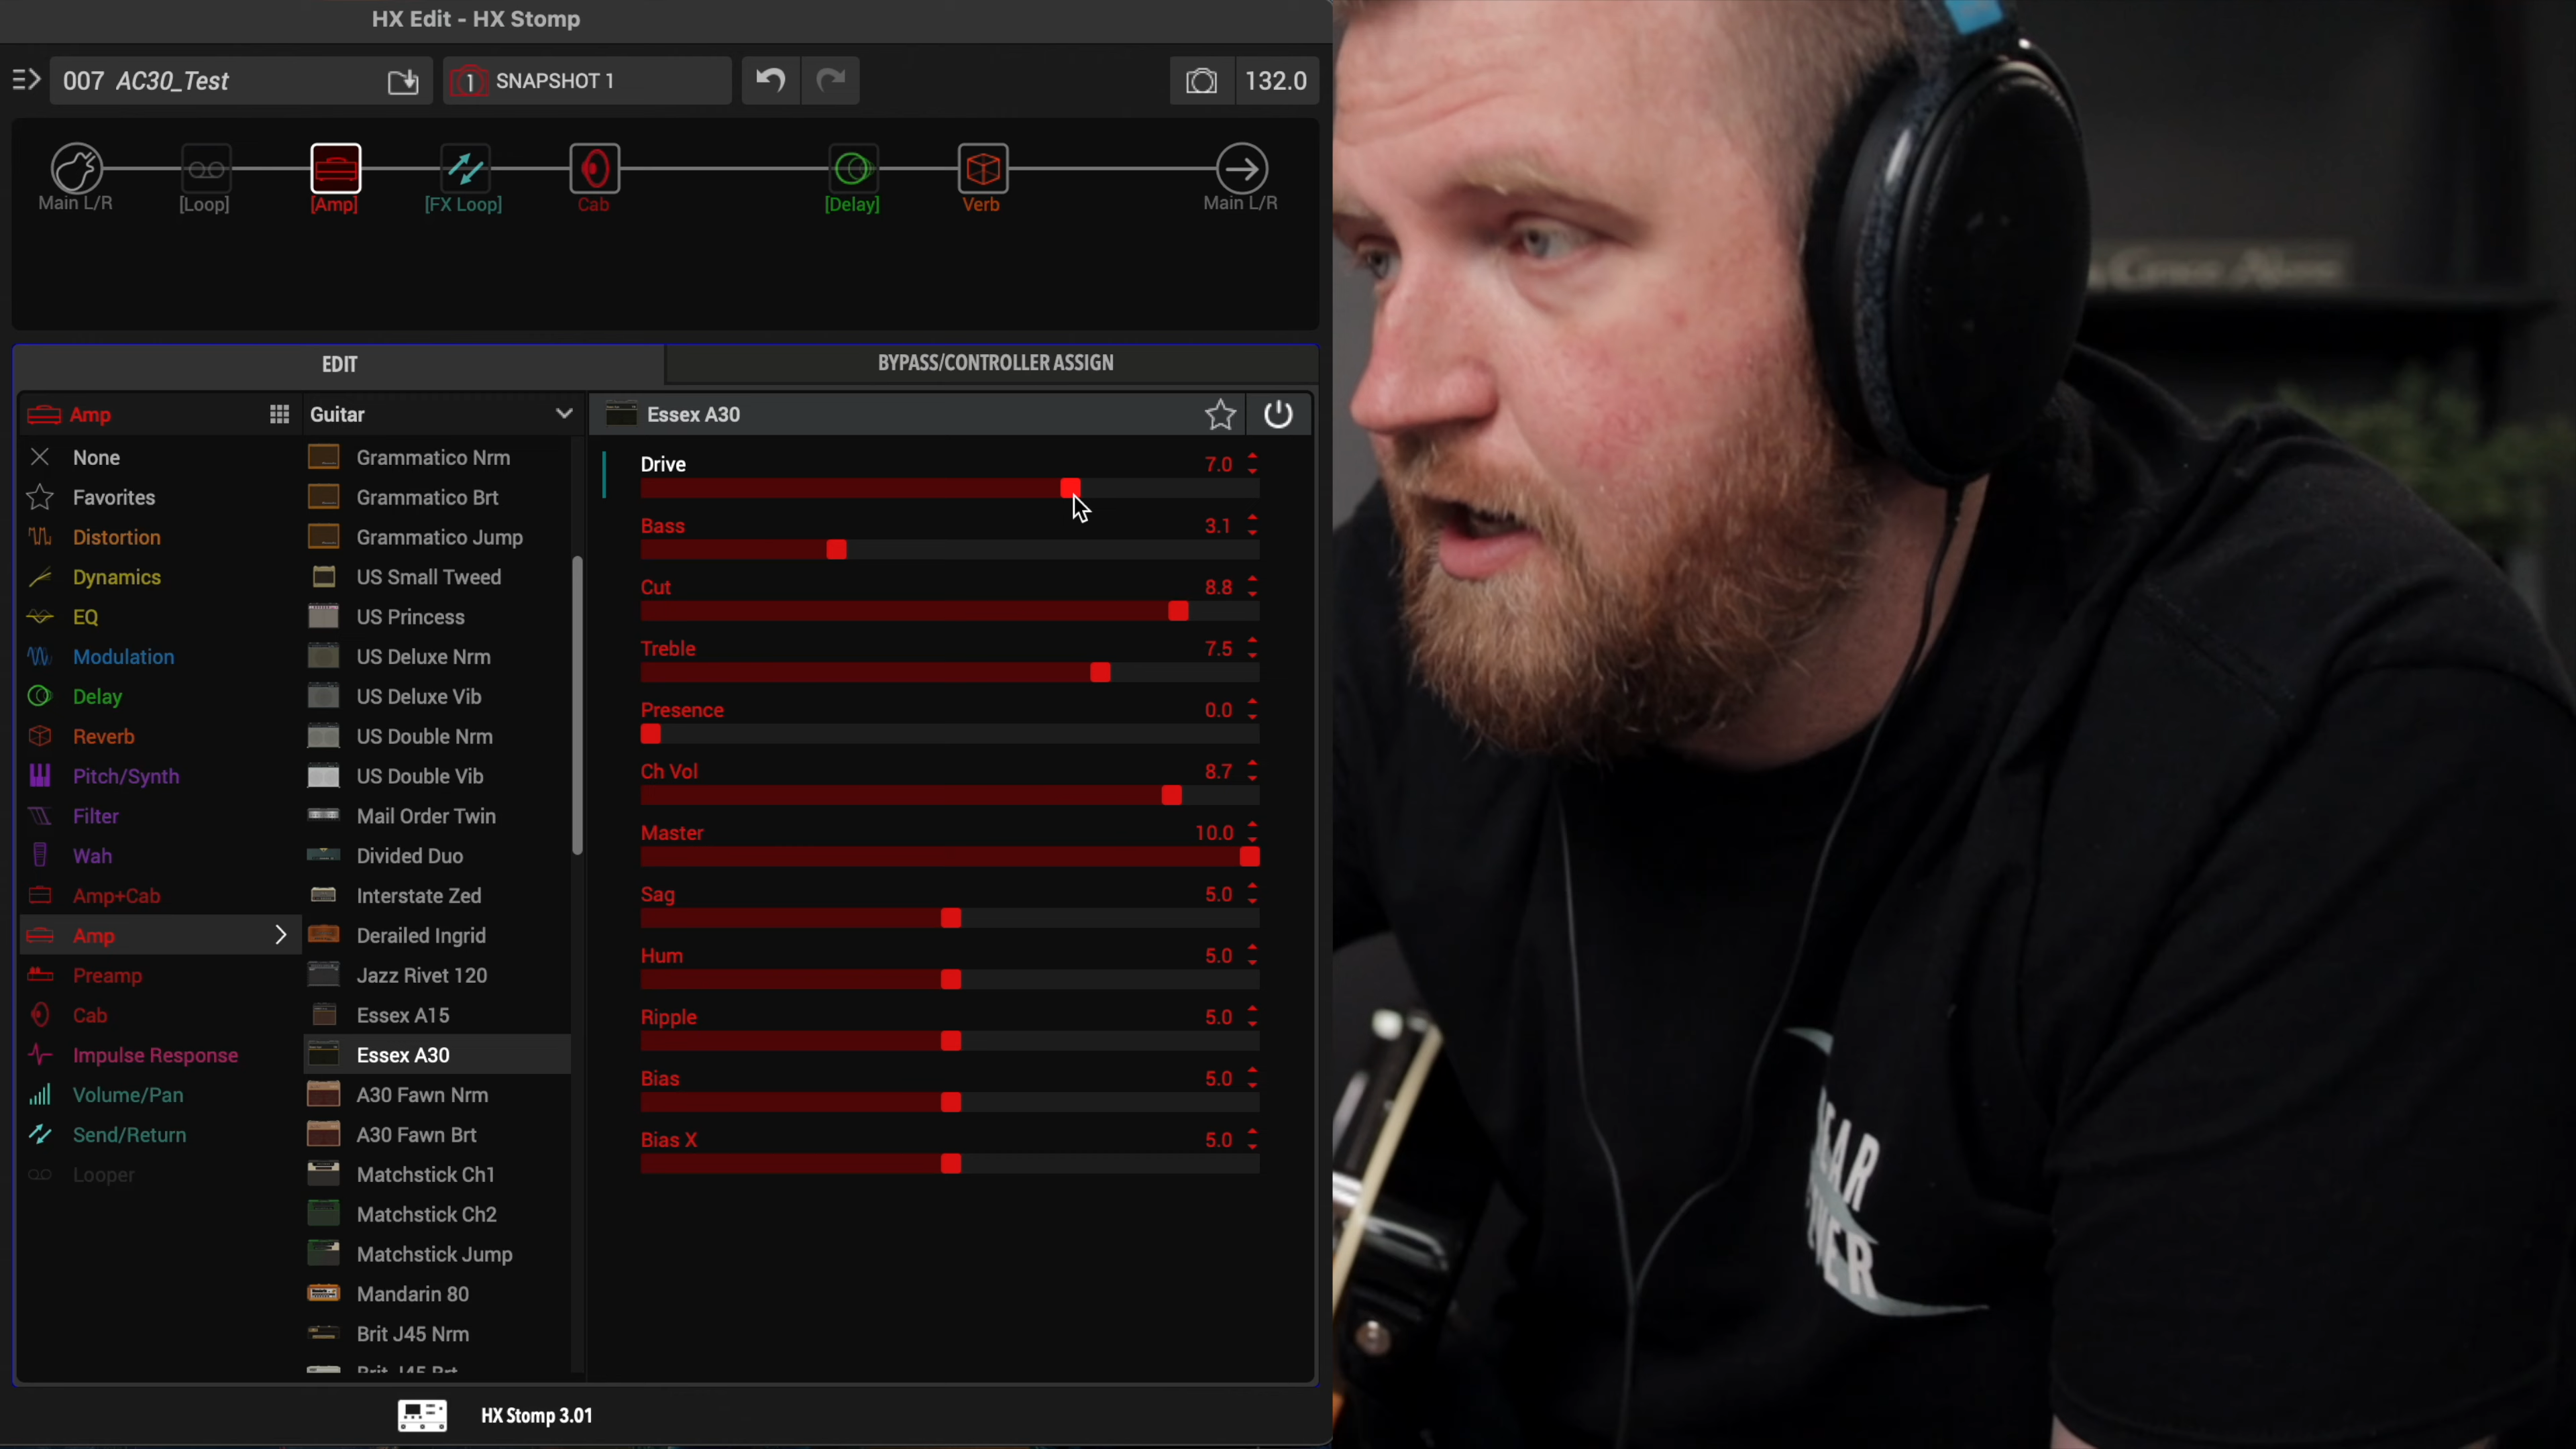 HX Edit - HX Stomp
007 AC30_Test
1 SNAPSHOT 1
132.0
Main L/R
[Loop]
[Amp]
[FX Loop]
Cab
[Delay]
Verb
Main L/R
EDIT
BYPASS/CONTROLLER ASSIGN
Amp
None
Favorites
Distortion
Dynamics
EQ
Modulation
Delay
Reverb
Pitch/Synth
Filter
Wah
Amp+Cab
Amp
Preamp
Cab
Impulse Response
Volume/Pan
Send/Return
Looper
Guitar
Grammatico Nrm
Grammatico Brt
Grammatico Jump
US Small Tweed
US Princess
US Deluxe Nrm
US Deluxe Vib
US Double Nrm
US Double Vib
Mail Order Twin
Divided Duo
Interstate Zed
Derailed Ingrid
Jazz Rivet 120
Essex A15
Essex A30
A30 Fawn Nrm
A30 Fawn Brt
Matchstick Ch1
Matchstick Ch2
Matchstick Jump
Mandarin 80
Brit J45 Nrm
Brit J45 Brt
Essex A30
Drive 7.0
Bass 3.1
Cut 8.8
Treble 7.5
Presence 0.0
Ch Vol 8.7
Master 10.0
Sag 5.0
Hum 5.0
Ripple 5.0
Bias 5.0
Bias X 5.0
HX Stomp 3.01